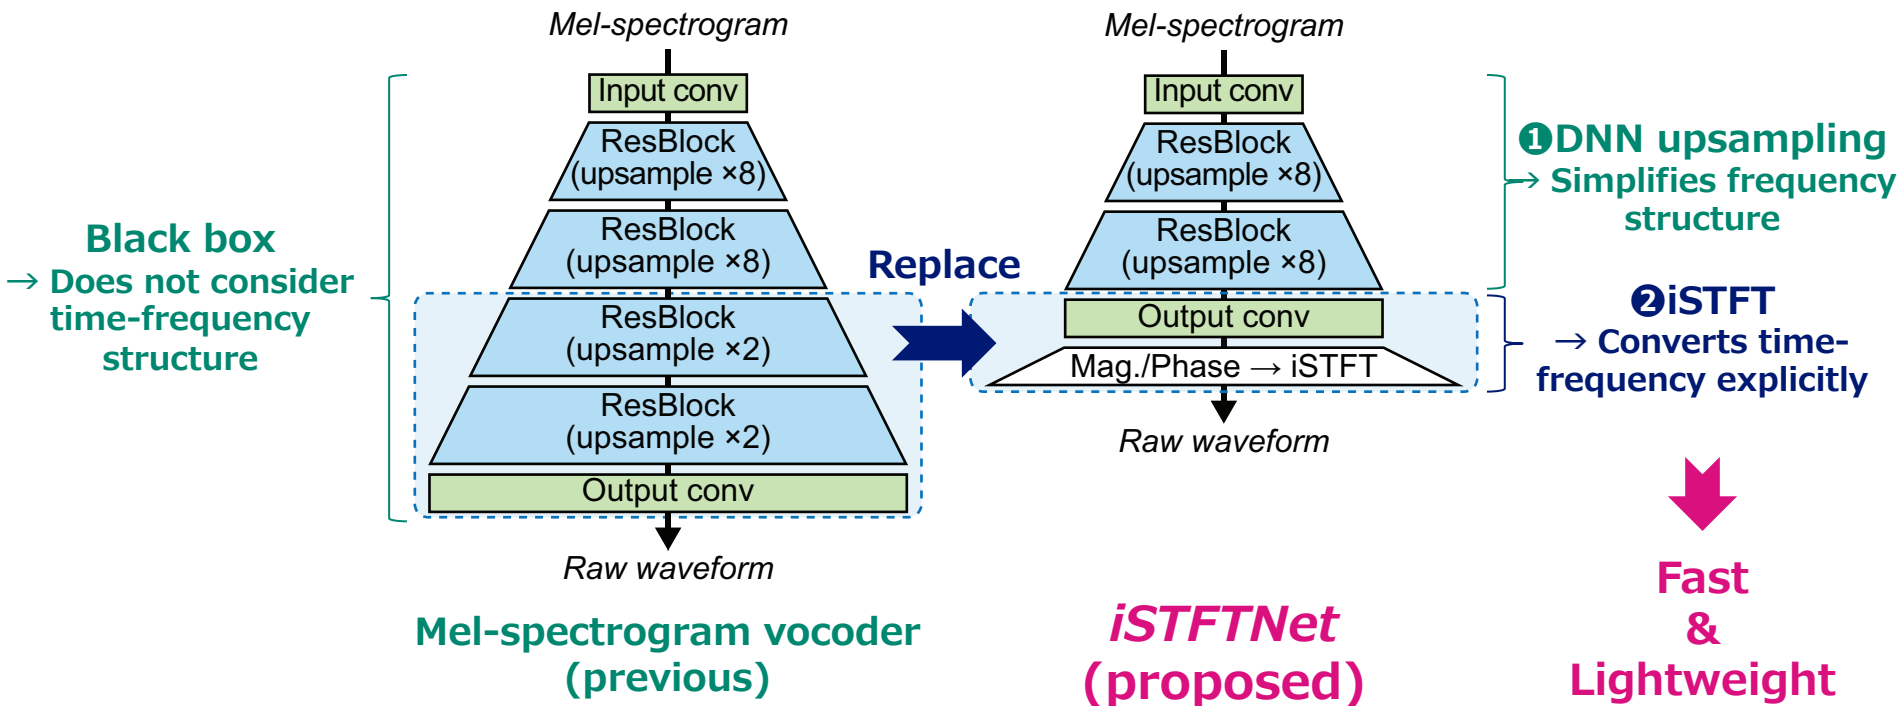 Black box
→ Does not consider
time-frequency
structure
Mel-spectrogram
Input conv
ResBlock
(upsample ×8)
ResBlock
(upsample ×8)
ResBlock
(upsample ×2)
ResBlock
(upsample ×2)
Output conv
Raw waveform
Mel-spectrogram vocoder
(previous)
Replace
Mel-spectrogram
Input conv
ResBlock
(upsample ×8)
ResBlock
(upsample ×8)
Output conv
Mag./Phase → iSTFT
Raw waveform
iSTFTNet
(proposed)
❶DNN upsampling
→ Simplifies frequency
structure
❷iSTFT
→ Converts time-
frequency explicitly
Fast
&
Lightweight